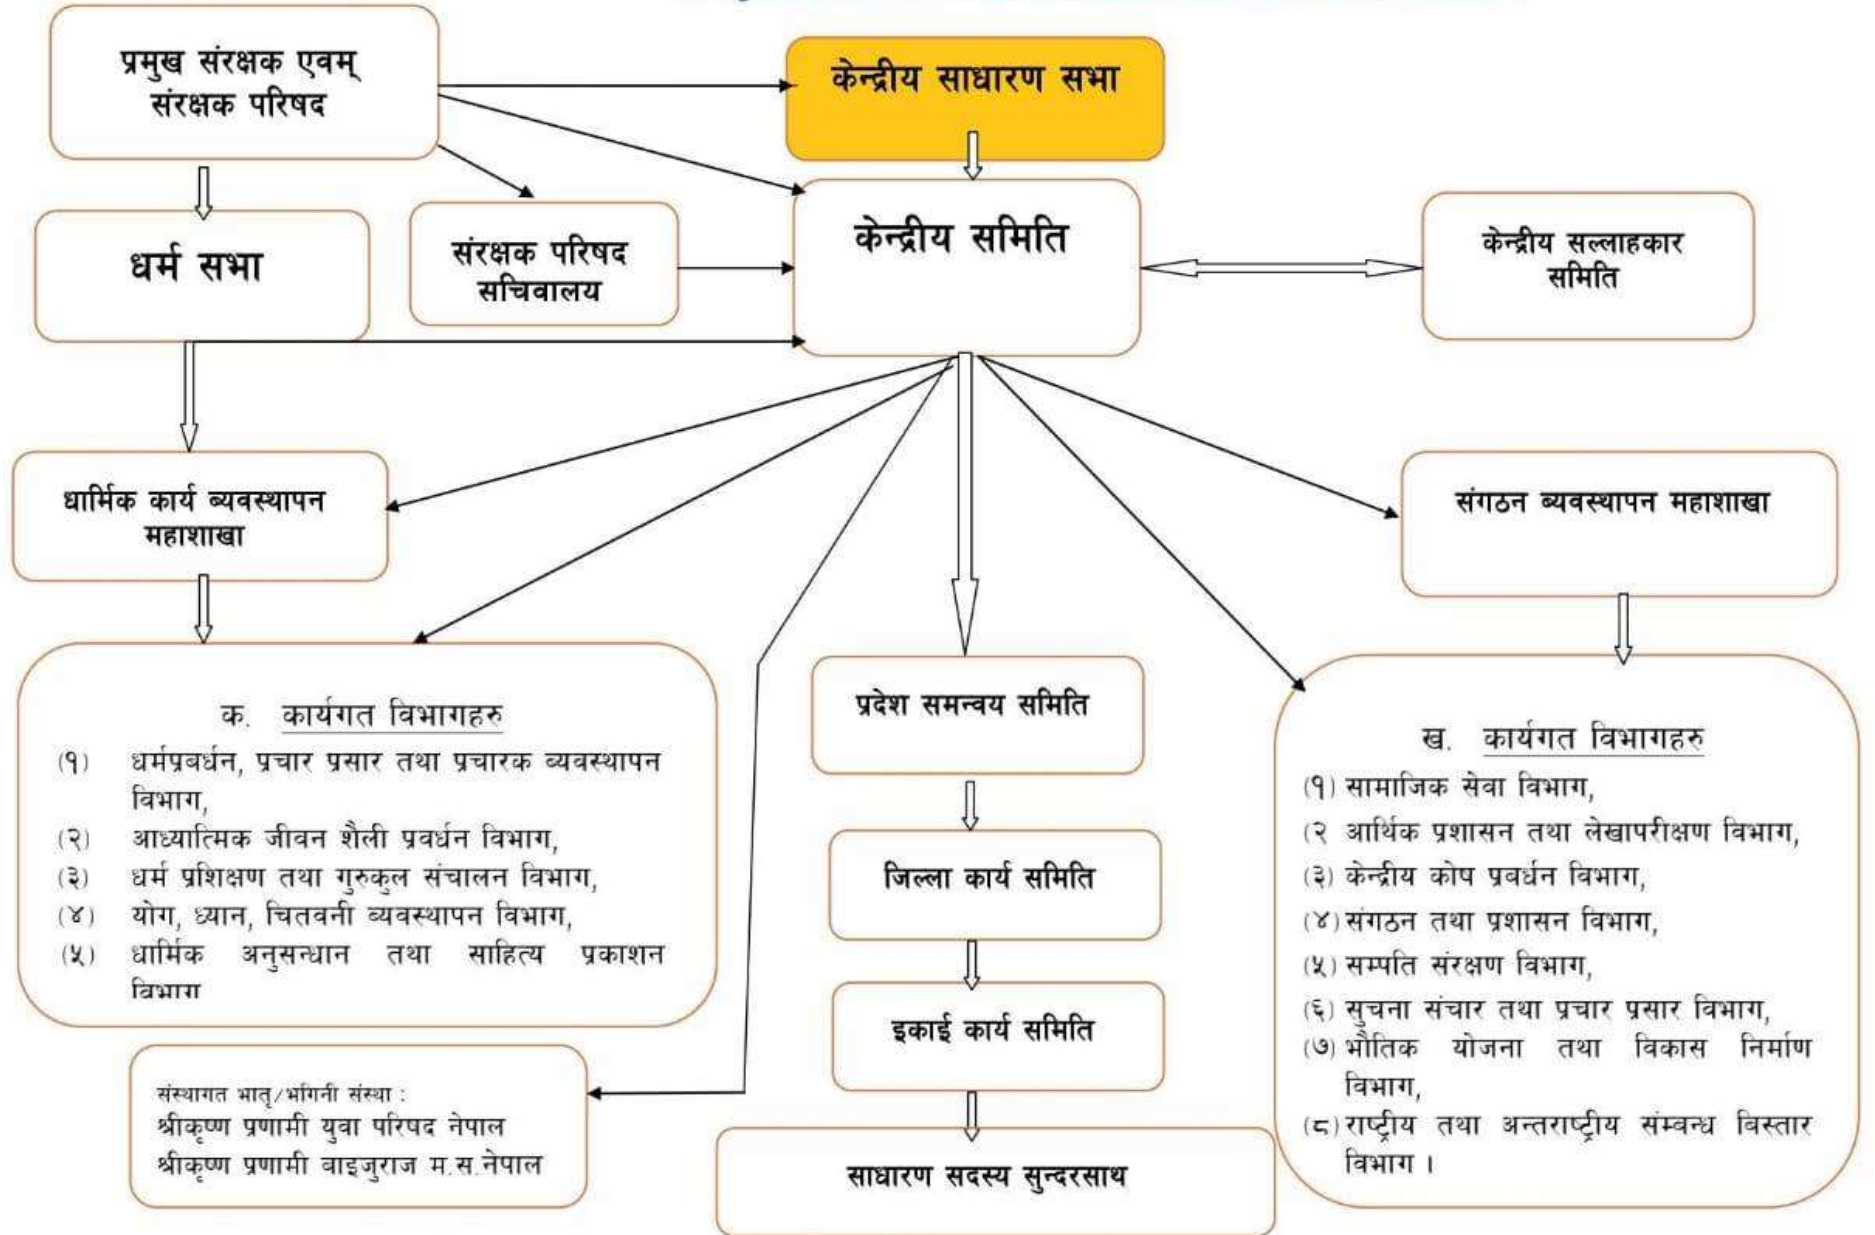 प्रमुख संरक्षक एवम्
संरक्षक परिषद
केन्द्रीय साधारण सभा
धर्म सभा
संरक्षक परिषद
सचिवालय
केन्द्रीय समिति
केन्द्रीय सल्लाहकार
समिति
धार्मिक कार्य ब्यवस्थापन
महाशाखा
संगठन ब्यवस्थापन महाशाखा
क. कार्यगत विभागहरु
(१) धर्मप्रबर्धन, प्रचार प्रसार तथा प्रचारक ब्यवस्थापन
विभाग,
(२) आध्यात्मिक जीवन शैली प्रवर्धन विभाग,
(३) धर्म प्रशिक्षण तथा गुरुकुल संचालन विभाग,
(४) योग, ध्यान, चितवनी ब्यवस्थापन विभाग,
(५) धार्मिक अनुसन्धान तथा साहित्य प्रकाशन
विभाग
संस्थागत भातृ/भगिनी संस्था :
श्रीकृष्ण प्रणामी युवा परिषद नेपाल
श्रीकृष्ण प्रणामी बाइजुराज म.स.नेपाल
प्रदेश समन्वय समिति
जिल्ला कार्य समिति
इकाई कार्य समिति
साधारण सदस्य सुन्दरसाथ
ख. कार्यगत विभागहरु
(१) सामाजिक सेवा विभाग,
(२ आर्थिक प्रशासन तथा लेखापरीक्षण विभाग,
(३) केन्द्रीय कोष प्रबर्धन विभाग,
(४) संगठन तथा प्रशासन विभाग,
(५) सम्पति संरक्षण विभाग,
(६) सुचना संचार तथा प्रचार प्रसार विभाग,
(७) भौतिक योजना तथा विकास निर्माण
विभाग,
(८) राष्ट्रीय तथा अन्तराष्ट्रीय संम्बन्ध बिस्तार
विभाग ।